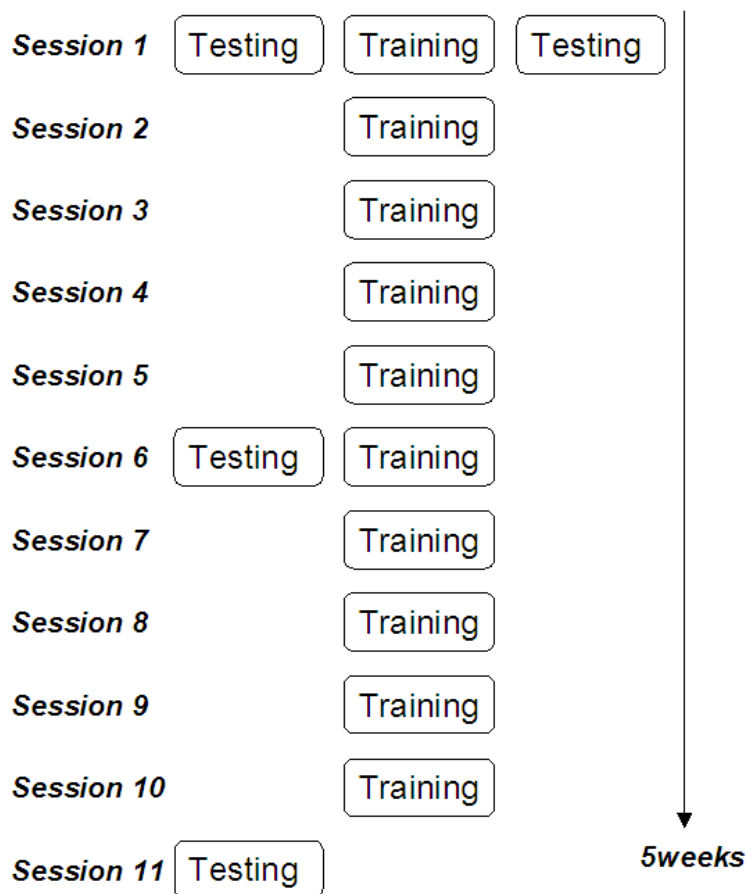 Session 1 Testing Training Testing
Session 2 Training
Session 3 Training
Session 4 Training
Session 5 Training
Session 6 Testing Training
Session 7 Training
Session 8 Training
Session 9 Training
Session 10 Training
5weeks
Session 11 Testing